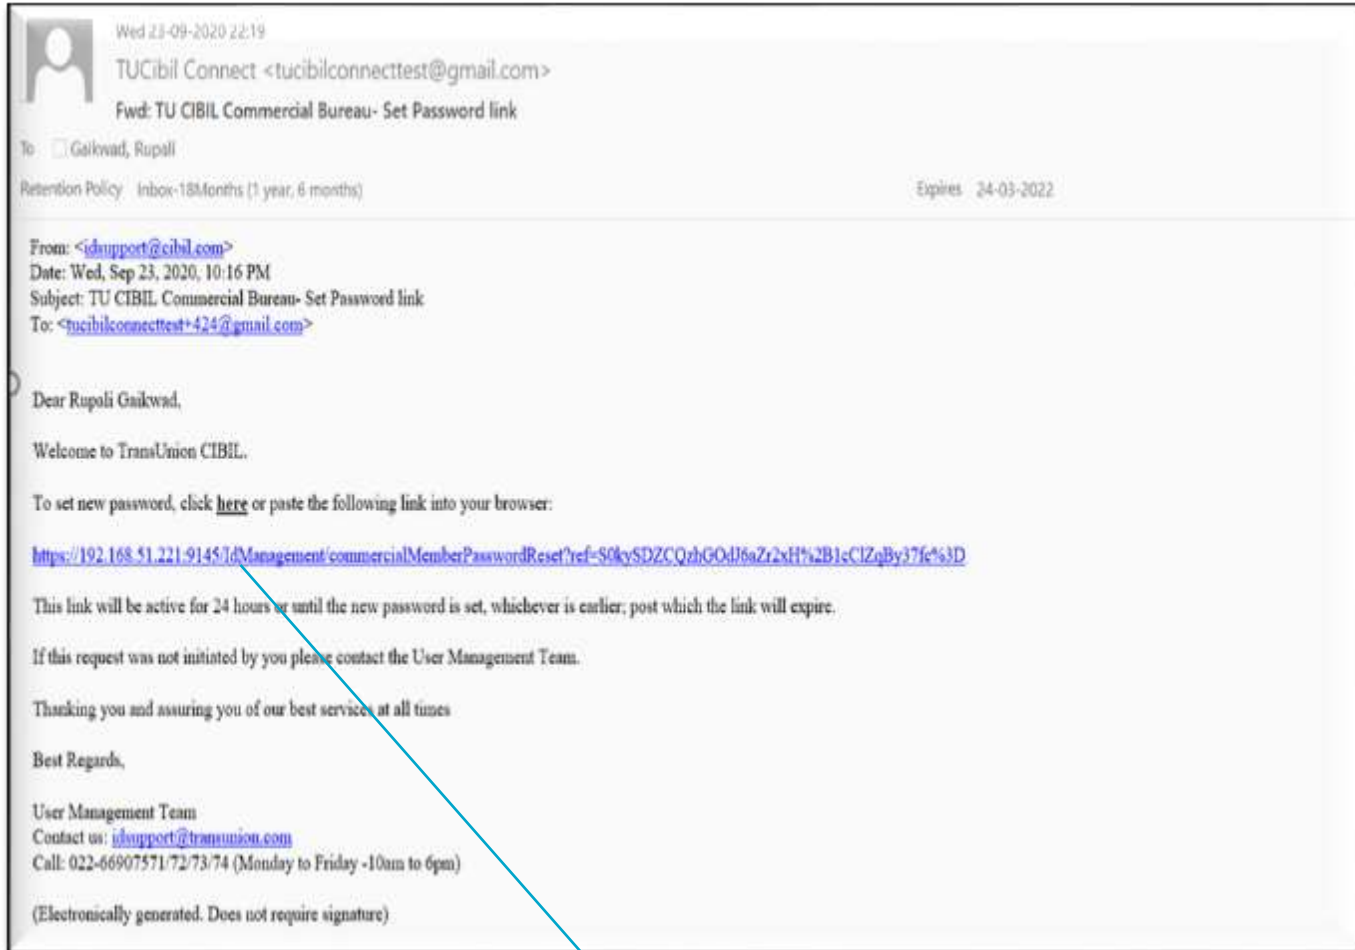 Wed 23-09-2020 22:19
TUCibil Connect <tucibilconnecttest@gmail.com>
Fwd: TU CIBIL Commercial Bureau- Set Password link
To Gaikwad, Rupali
Retention Policy Inbox-18Months (1 year, 6 months) Expires 24-03-2022
From: <idsupport@cibil.com>
Date: Wed, Sep 23, 2020, 10:16 PM
Subject: TU CIBIL Commercial Bureau- Set Password link
To: <tucibilconnecttest+424@gmail.com>
Dear Rupali Gaikwad,
Welcome to TransUnion CIBIL.
To set new password, click here or paste the following link into your browser:
https://192.168.51.221:9145/IdManagement/commercialMemberPasswordReset?ref=S0kySDZCQzhGOdJ6aZr2xH%2B1cClZqBy37fc%3D
This link will be active for 24 hours or until the new password is set, whichever is earlier; post which the link will expire.
If this request was not initiated by you please contact the User Management Team.
Thanking you and assuring you of our best services at all times
Best Regards,
User Management Team
Contact us: idsupport@transunion.com
Call: 022-66907571/72/73/74 (Monday to Friday -10am to 6pm)
(Electronically generated. Does not require signature)